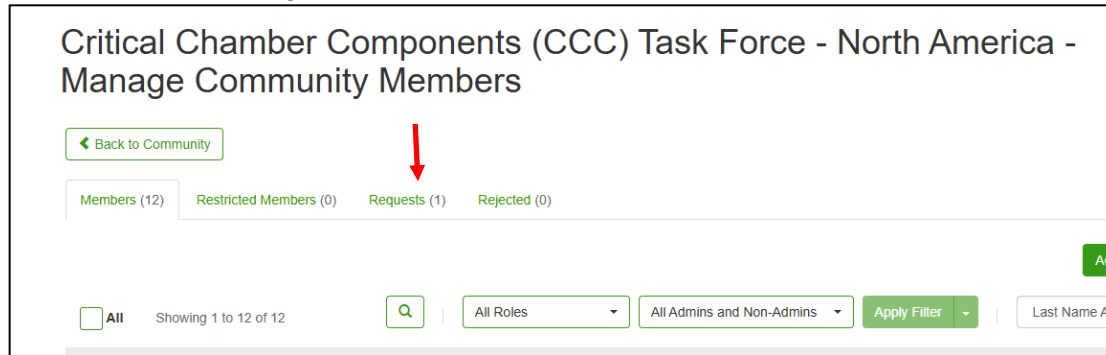 Critical Chamber Components (CCC) Task Force - North America -
Manage Community Members
Back to Community
Members (12) Restricted Members (0) Requests (1) Rejected (0)
All Showing 1 to 12 of 12 All Roles All Admins and Non-Admins Apply Filter Last Name A